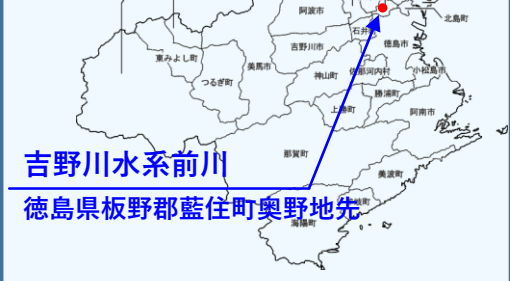 阿波市
北島町
石井町
東みよし町
吉野川市
徳島市
美馬市
つるぎ町
神山町
佐那河内村
小松島市
勝浦町
上勝町
阿南市
吉野川水系前川
那賀町
美波町
徳島県板野郡藍住町奥野地先
海陽町